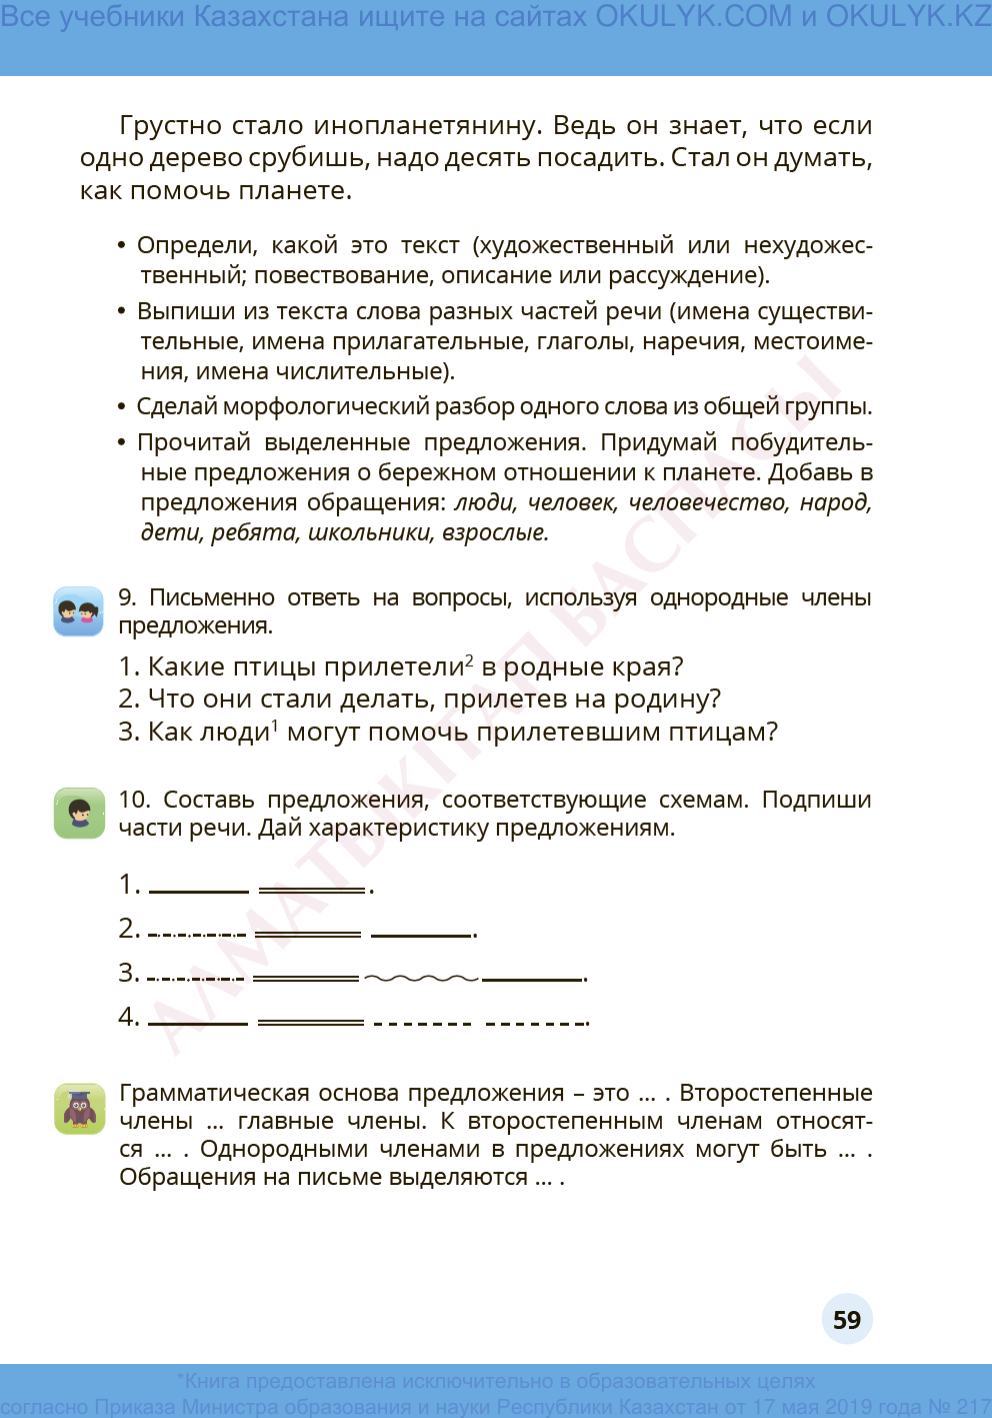 Все учебники Казахстана ищите на сайтах OKULYK.COM и OKULYK.KZ
Грустно стало инопланетянину. Ведь он знает, что если
одно дерево срубишь, надо десять посадить. Стал он думать,
как помочь планете.
• Определи, какой это текст (художественный или нехудожес-
твенный; повествование, описание или рассуждение).
• Выпиши из текста слова разных частей речи (имена существи-
тельные, имена прилагательные, глаголы, наречия, местоиме-
ния, имена числительные).
• Сделай морфологический разбор одного слова из общей группы.
• Прочитай выделенные предложения. Придумай побудитель-
ные предложения о бережном отношении к планете. Добавь в
предложения обращения: люди, человек, человечество, народ,
дети, ребята, школьники, взрослые.
9. Письменно ответь на вопросы, используя однородные члены
предложения.
1. Какие птицы прилетели² в родные края?
2. Что они стали делать, прилетев на родину?
3. Как люди¹ могут помочь прилетевшим птицам?
10. Составь предложения, соответствующие схемам. Подпиши
части речи. Дай характеристику предложениям.
1.
2.
3.
4.
Грамматическая основа предложения – это ... . Второстепенные
члены ... главные члены. К второстепенным членам относят-
ся ... . Однородными членами в предложениях могут быть ... .
Обращения на письме выделяются ... .
АЛМАТЫКІТАП БАСПАСЫ
59
*Книга предоставлена исключительно в образовательных целях
согласно Приказа Министра образования и науки Республики Казахстан от 17 мая 2019 года № 217